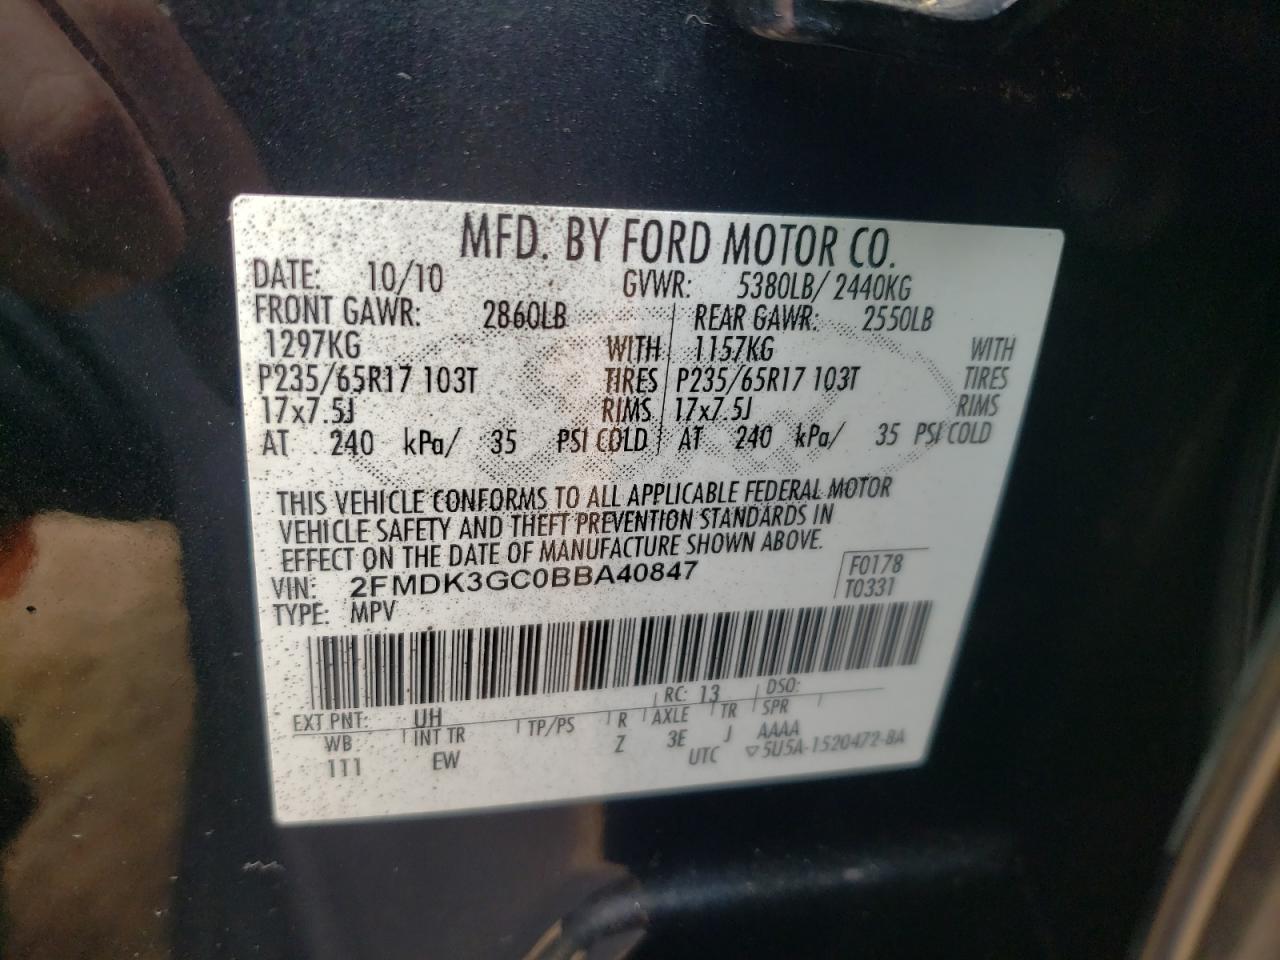 MFD. BY FORD MOTOR CO.
DATE: 10/10 GVWR: 5380LB/ 2440KG
FRONT GAWR: 2860LB REAR GAWR: 2550LB
1297KG WITH 1157KG WITH
P235/65R17 103T TIRES P235/65R17 103T TIRES
17x7.5J RIMS 17x7.5J RIMS
AT 240 kPa/ 35 PSI COLD AT 240 kPa/ 35 PSI COLD
THIS VEHICLE CONFORMS TO ALL APPLICABLE FEDERAL MOTOR
VEHICLE SAFETY AND THEFT PREVENTION STANDARDS IN
EFFECT ON THE DATE OF MANUFACTURE SHOWN ABOVE.
VIN: 2FMDK3GC0BBA40847 F0178
TYPE: MPV T0331
RC: 13 DSO:
EXT PNT: UH
WB INT TR TP/PS R AXLE TR SPR
111 EW Z 3E J AAAA
UTC ▽5U5A-1520472-BA